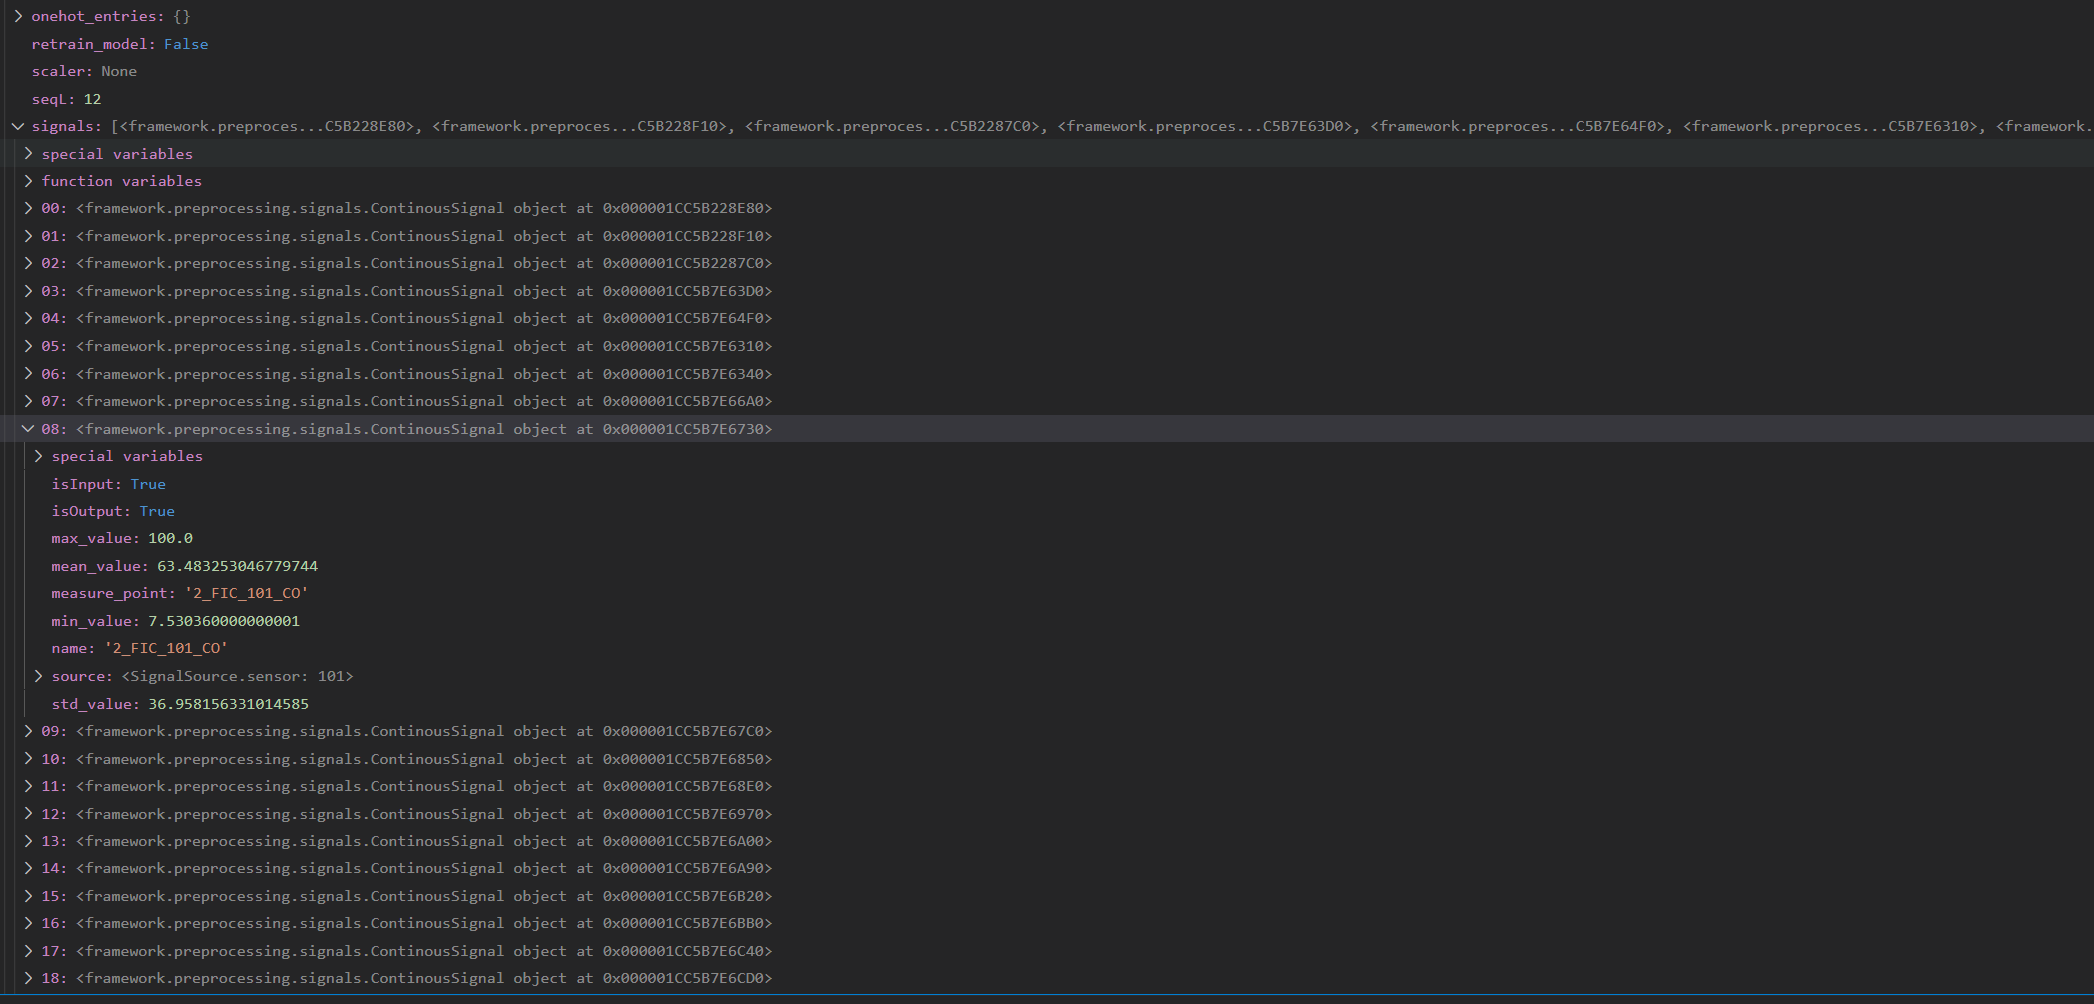 onehot_entries: {}
retrain_model: False
scaler: None
seqL: 12
signals: [<framework.preproces...C5B228E80>, <framework.preproces...C5B228F10>, <framework.preproces...C5B2287C0>, <framework.preproces...C5B7E63D0>, <framework.preproces...C5B7E64F0>, <framework.preproces...C5B7E6310>, <framework.
special variables
function variables
00: <framework.preprocessing.signals.ContinousSignal object at 0x000001CC5B228E80>
01: <framework.preprocessing.signals.ContinousSignal object at 0x000001CC5B228F10>
02: <framework.preprocessing.signals.ContinousSignal object at 0x000001CC5B2287C0>
03: <framework.preprocessing.signals.ContinousSignal object at 0x000001CC5B7E63D0>
04: <framework.preprocessing.signals.ContinousSignal object at 0x000001CC5B7E64F0>
05: <framework.preprocessing.signals.ContinousSignal object at 0x000001CC5B7E6310>
06: <framework.preprocessing.signals.ContinousSignal object at 0x000001CC5B7E6340>
07: <framework.preprocessing.signals.ContinousSignal object at 0x000001CC5B7E66A0>
08: <framework.preprocessing.signals.ContinousSignal object at 0x000001CC5B7E6730>
special variables
isInput: True
isOutput: True
max_value: 100.0
mean_value: 63.483253046779744
measure_point: '2_FIC_101_CO'
min_value: 7.530360000000001
name: '2_FIC_101_CO'
source: <SignalSource.sensor: 101>
std_value: 36.958156331014585
09: <framework.preprocessing.signals.ContinousSignal object at 0x000001CC5B7E67C0>
10: <framework.preprocessing.signals.ContinousSignal object at 0x000001CC5B7E6850>
11: <framework.preprocessing.signals.ContinousSignal object at 0x000001CC5B7E68E0>
12: <framework.preprocessing.signals.ContinousSignal object at 0x000001CC5B7E6970>
13: <framework.preprocessing.signals.ContinousSignal object at 0x000001CC5B7E6A00>
14: <framework.preprocessing.signals.ContinousSignal object at 0x000001CC5B7E6A90>
15: <framework.preprocessing.signals.ContinousSignal object at 0x000001CC5B7E6B20>
16: <framework.preprocessing.signals.ContinousSignal object at 0x000001CC5B7E6BB0>
17: <framework.preprocessing.signals.ContinousSignal object at 0x000001CC5B7E6C40>
18: <framework.preprocessing.signals.ContinousSignal object at 0x000001CC5B7E6CD0>